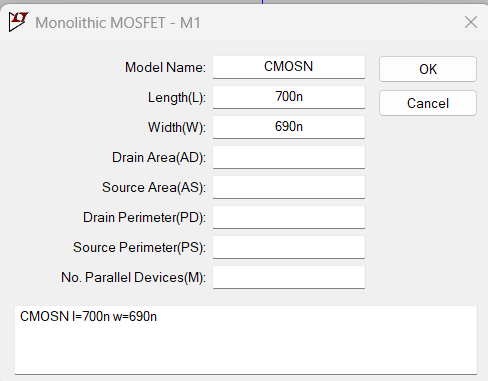 Monolithic MOSFET - M1
Model Name: CMOSN OK
Length(L): 700n Cancel
Width(W): 690n
Drain Area(AD):
Source Area(AS):
Drain Perimeter(PD):
Source Perimeter(PS):
No. Parallel Devices(M):
CMOSN l=700n w=690n